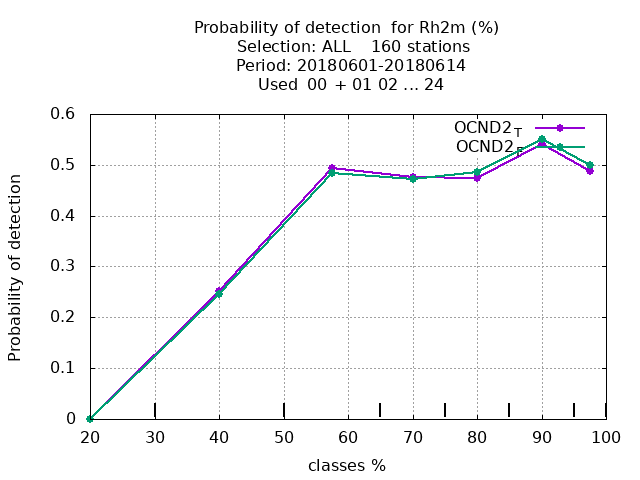 Probability of detection for Rh2m (%)
Selection: ALL 160 stations
Period: 20180601-20180614
Used 00 + 01 02 ... 24
OCND2_T
OCND2_F
Probability of detection
0.6
0.5
0.4
0.3
0.2
0.1
0
20 30 40 50 60 70 80 90 100
classes %